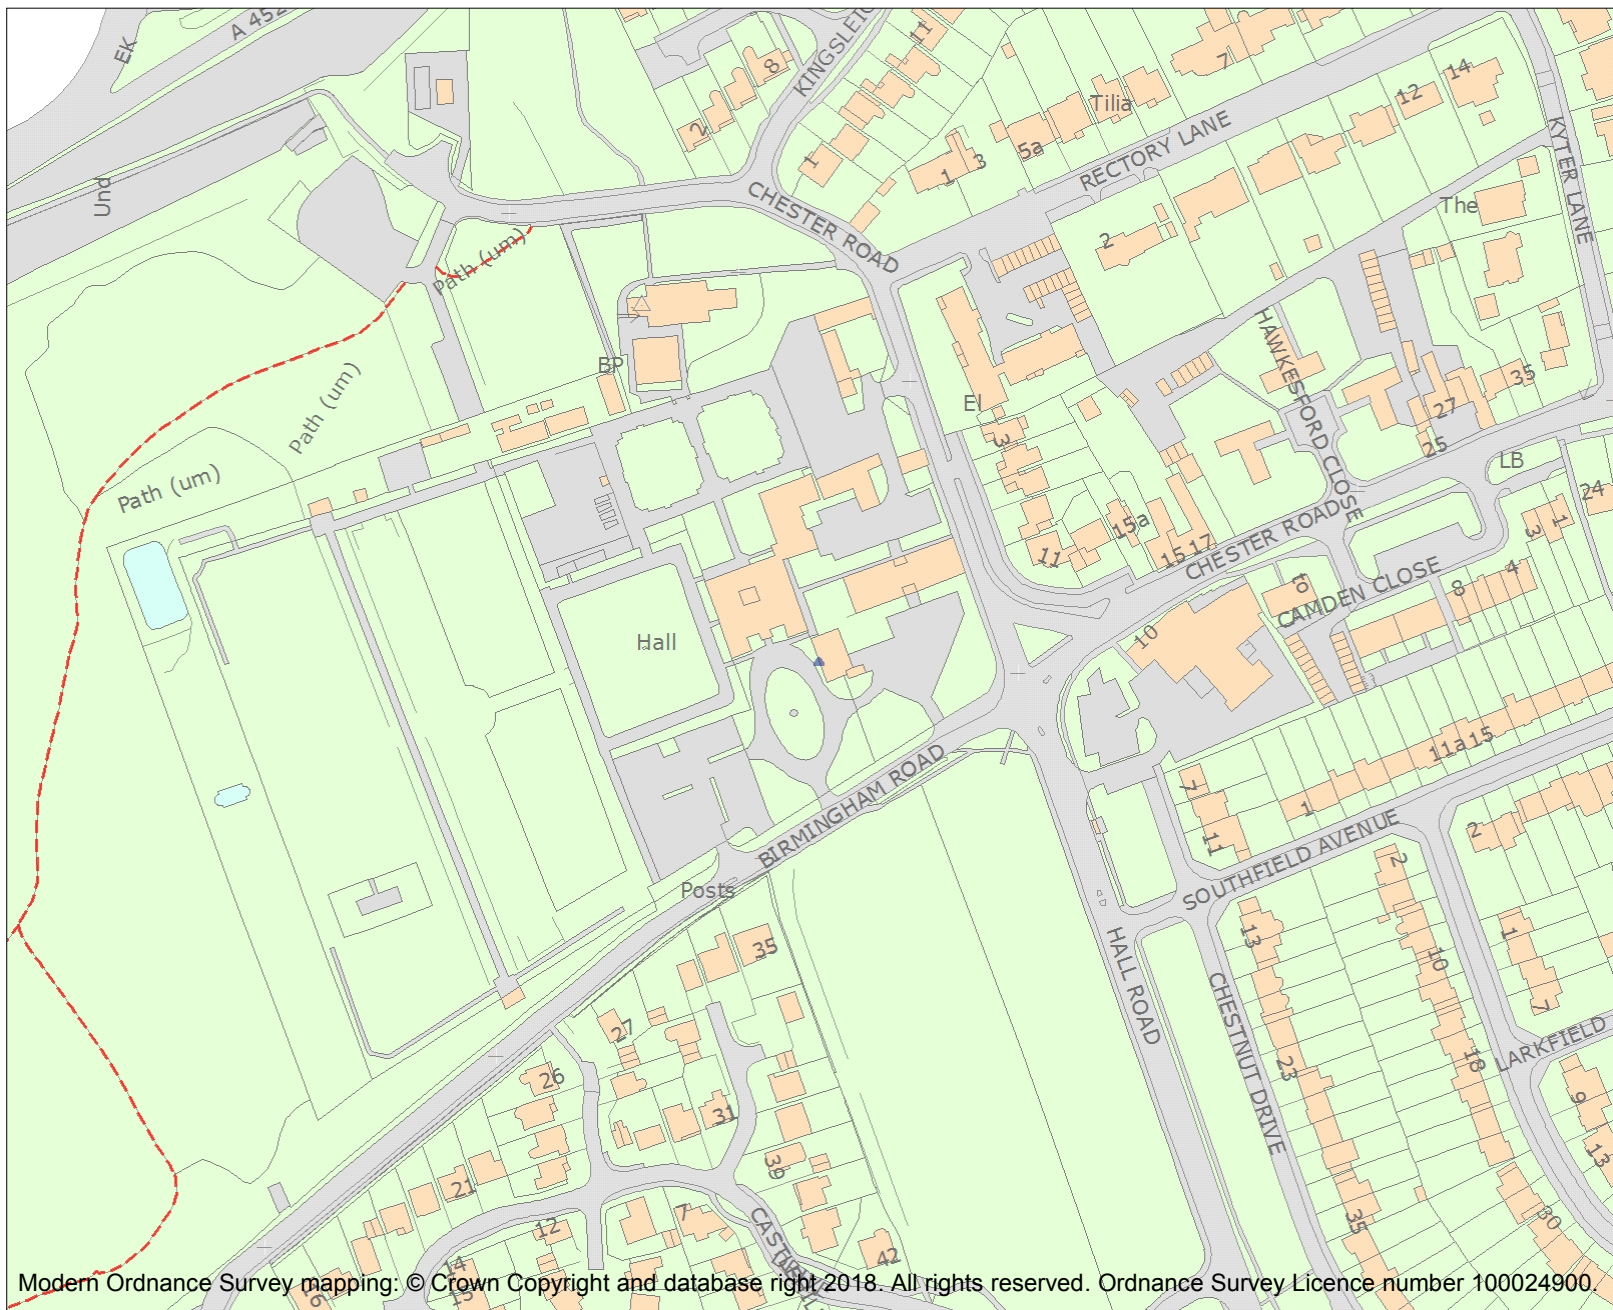 A 452
EK
KINGSLEIG
11
8
2
1
7
14
12
Tilia
5a
3
1
RECTORY LANE
KYTER LANE
Und
CHESTER ROAD
The
2
Path (um)
BP
HAWKESFORD CLOSE
Path (um)
El
3
35
27
25
LB
Path (um)
24
15a
11
15 17
CHESTER ROAD
1
3
4
8
to
CAMDEN CLOSE
10
Hall
11a 15
7
1
11
BIRMINGHAM ROAD
SOUTHFIELD AVENUE
2
2
Posts
13
35
1
10
7
HALL ROAD
CHESTNUT DRIVE
27
26
23
18
LARKFIELD
9
13
31
39
21
12
7
35
30
42
14
15
16
Modern Ordnance Survey mapping: © Crown Copyright and database right 2018. All rights reserved. Ordnance Survey Licence number 100024900.